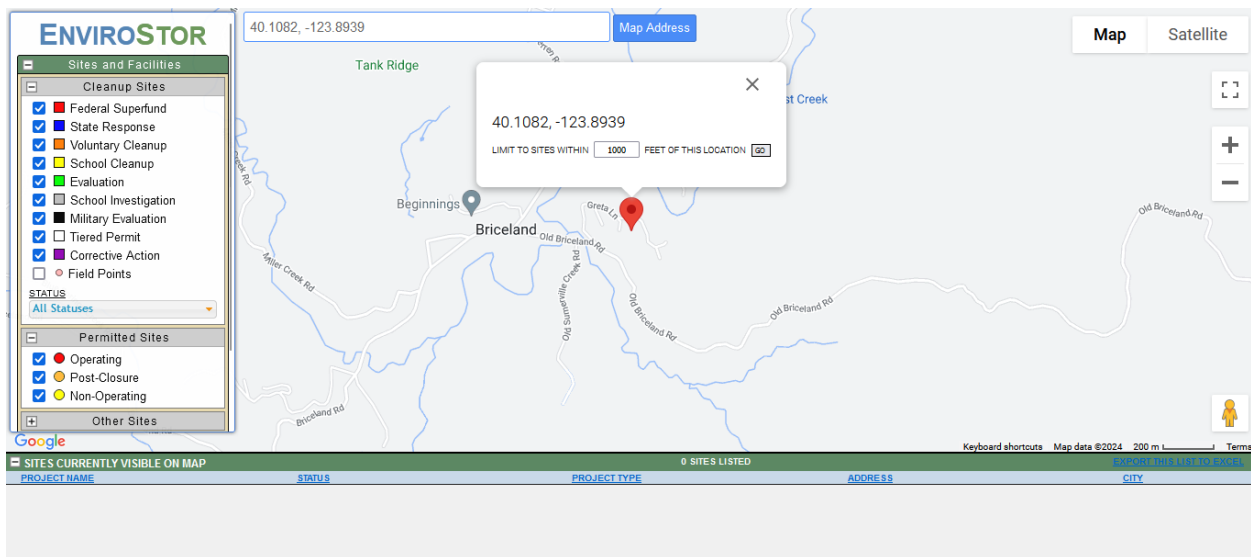 ENVIROSTOR
Sites and Facilities
Cleanup Sites
Federal Superfund
State Response
Voluntary Cleanup
School Cleanup
Evaluation
School Investigation
Military Evaluation
Tiered Permit
Corrective Action
Field Points
STATUS
All Statuses
Permitted Sites
Operating
Post-Closure
Non-Operating
Other Sites
Google
40.1082, -123.8939
Map Address
Map
Satellite
Tank Ridge
st Creek
40.1082, -123.8939
LIMIT TO SITES WITHIN 1000 FEET OF THIS LOCATION GO
Beginnings
Briceland
Greta Ln
Old Briceland Rd
Old Briceland Rd
Miller Creek Rd
Old Somerville Creek Rd
Old Briceland Rd
Old Briceland Rd
Briceland Rd
Keyboard shortcuts
Map data ©2024
200 m
Terms
SITES CURRENTLY VISIBLE ON MAP
0 SITES LISTED
EXPORT THIS LIST TO EXCEL
PROJECT NAME
STATUS
PROJECT TYPE
ADDRESS
CITY